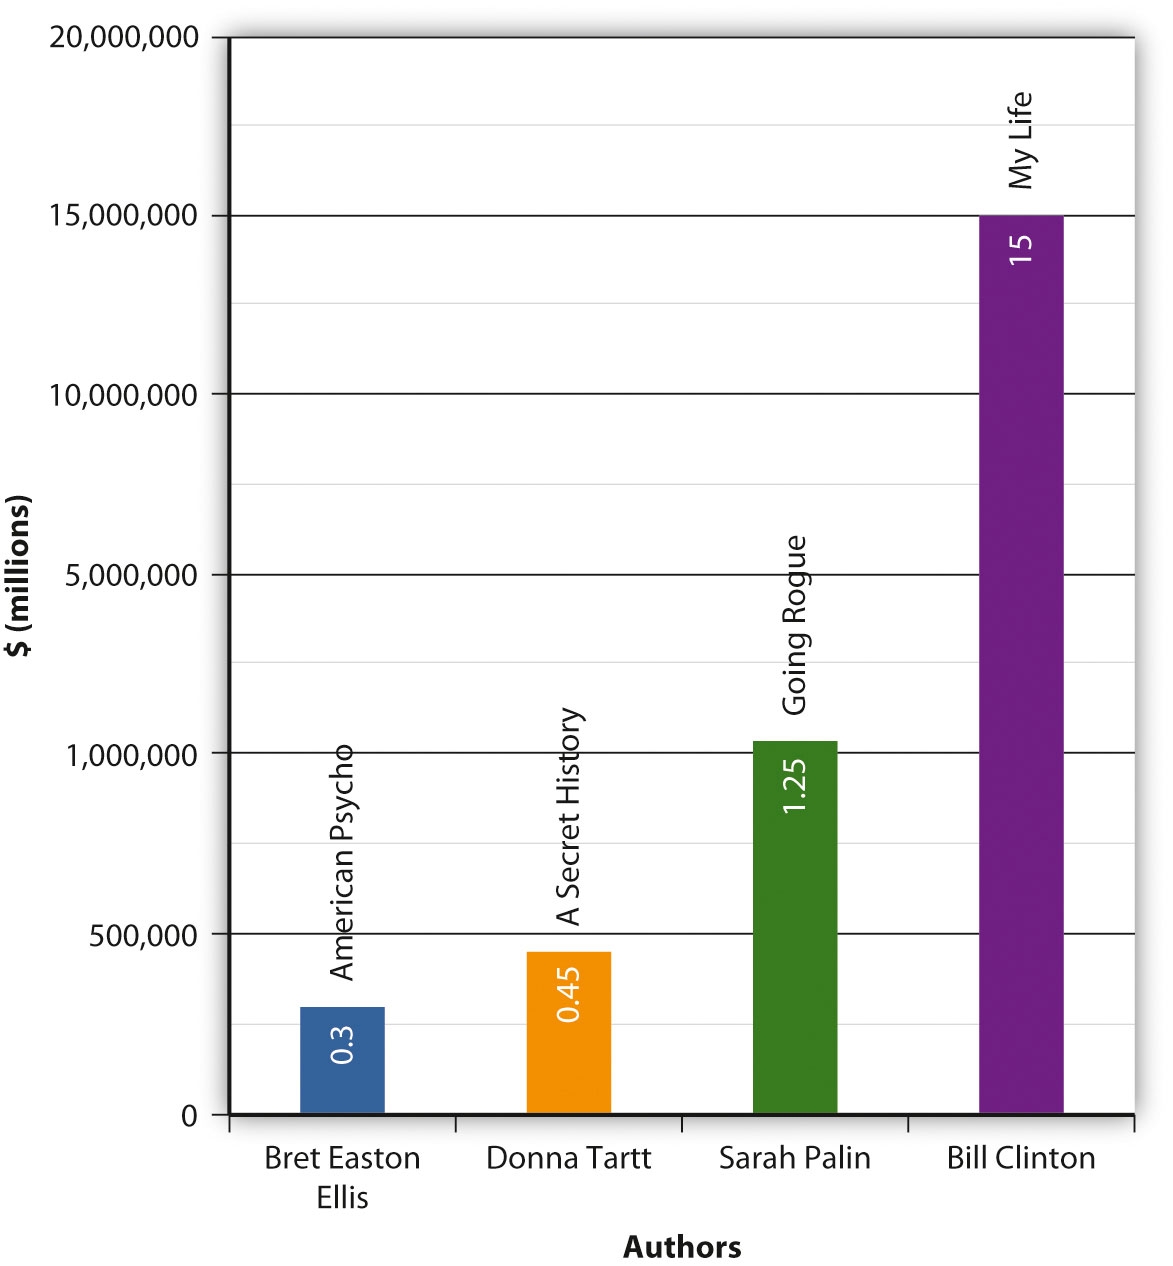 20,000,000
15,000,000
10,000,000
5,000,000
1,000,000
500,000
0
$ (millions)
American Psycho
0.3
A Secret History
0.45
Going Rogue
1.25
My Life
15
Bret Easton
Ellis
Donna Tartt
Sarah Palin
Bill Clinton
Authors